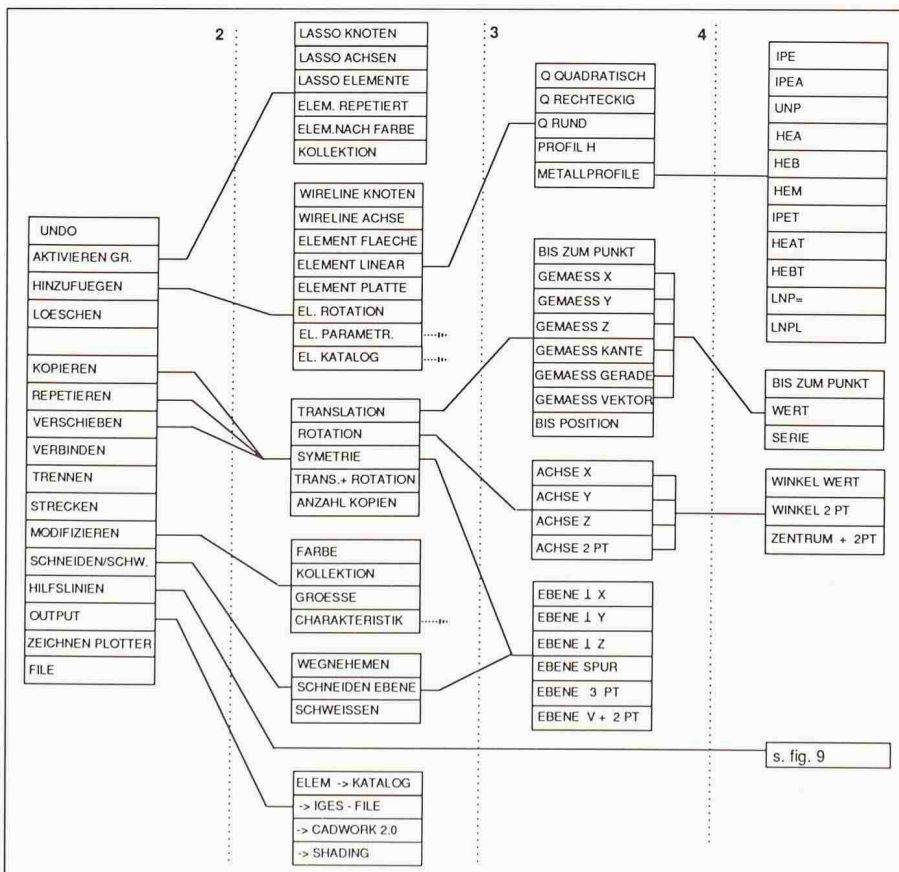 2
3
4
UNDO
AKTIVIEREN GR.
HINZUFUEGEN
LOESCHEN
KOPIEREN
REPETIEREN
VERSCHIEBEN
VERBINDEN
TRENNEN
STRECKEN
MODIFIZIEREN
SCHNEIDEN/SCHW.
HILFSLINIEN
OUTPUT
ZEICHNEN PLOTTER
FILE
LASSO KNOTEN
LASSO ACHSEN
LASSO ELEMENTE
ELEM. REPETIERT
ELEM.NACH FARBE
KOLLEKTION
WIRELINE KNOTEN
WIRELINE ACHSE
ELEMENT FLAECHE
ELEMENT LINEAR
ELEMENT PLATTE
EL. ROTATION
EL. PARAMETR.
EL. KATALOG
TRANSLATION
ROTATION
SYMETRIE
TRANS.+ ROTATION
ANZAHL KOPIEN
FARBE
KOLLEKTION
GROESSE
CHARAKTERISTIK
WEGNEHEMEN
SCHNEIDEN EBENE
SCHWEISSEN
ELEM -> KATALOG
-> IGES - FILE
-> CADWORK 2.0
-> SHADING
Q QUADRATISCH
Q RECHTECKIG
Q RUND
PROFIL H
METALLPROFILE
BIS ZUM PUNKT
GEMAESS X
GEMAESS Y
GEMAESS Z
GEMAESS KANTE
GEMAESS GERADE
GEMAESS VEKTOR
BIS POSITION
ACHSE X
ACHSE Y
ACHSE Z
ACHSE 2 PT
EBENE ⊥ X
EBENE ⊥ Y
EBENE ⊥ Z
EBENE SPUR
EBENE 3 PT
EBENE V + 2 PT
IPE
IPEA
UNP
HEA
HEB
HEM
IPET
HEAT
HEBT
LNP=
LNPL
BIS ZUM PUNKT
WERT
SERIE
WINKEL WERT
WINKEL 2 PT
ZENTRUM + 2PT
s. fig. 9